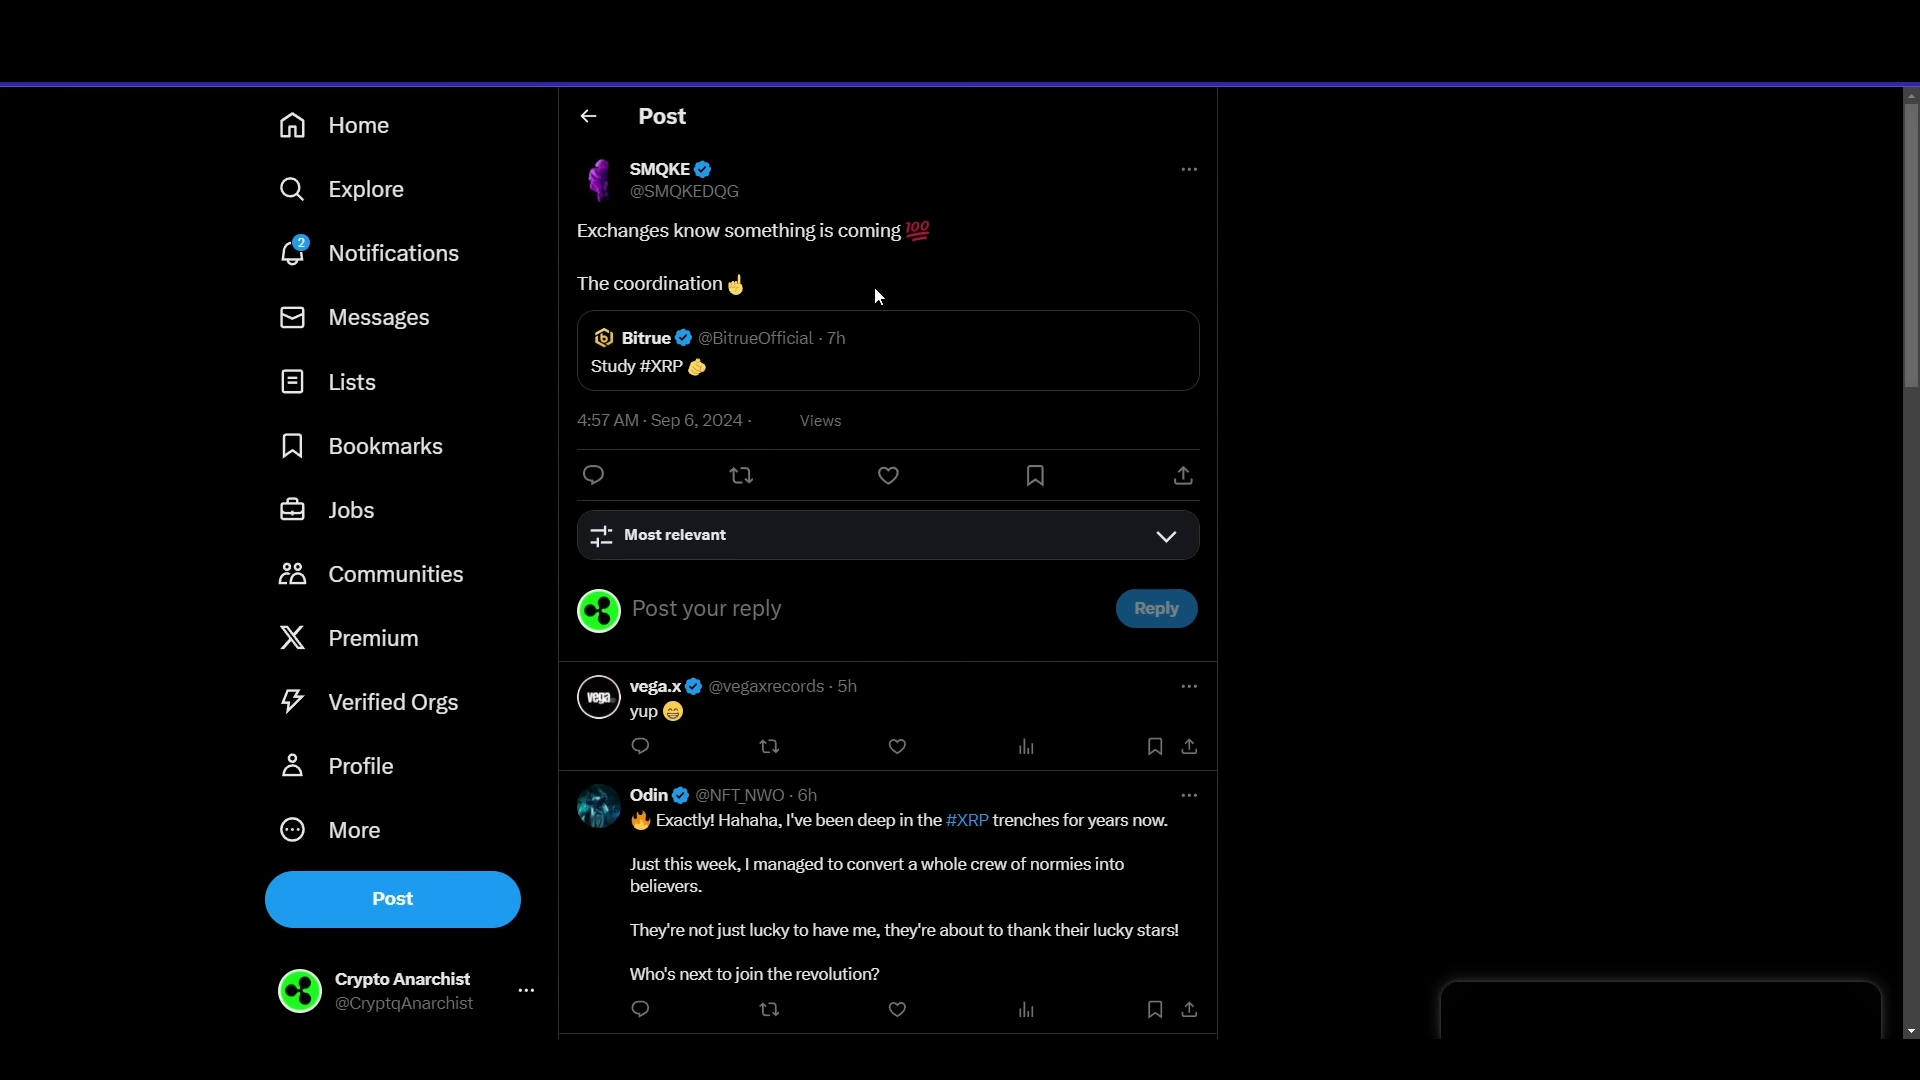 Home
Explore
2
Notifications
Messages
Lists
Bookmarks
Jobs
Communities
Premium
Verified Orgs
Profile
More
Post
Crypto Anarchist
@CryptqAnarchist
Post
SMQKE
@SMQKEDQG
Exchanges know something is coming 💯
The coordination ☝
Bitrue @BitrueOfficial · 7h
Study #XRP 🫵
4:57 AM · Sep 6, 2024 · Views
Most relevant
Post your reply
Reply
vega.x @vegaxrecords · 5h
vega.
yup 😁
Odin @NFT_NWO · 6h
🔥 Exactly! Hahaha, I've been deep in the #XRP trenches for years now.
Just this week, I managed to convert a whole crew of normies into
believers.
They're not just lucky to have me, they're about to thank their lucky stars!
Who's next to join the revolution?